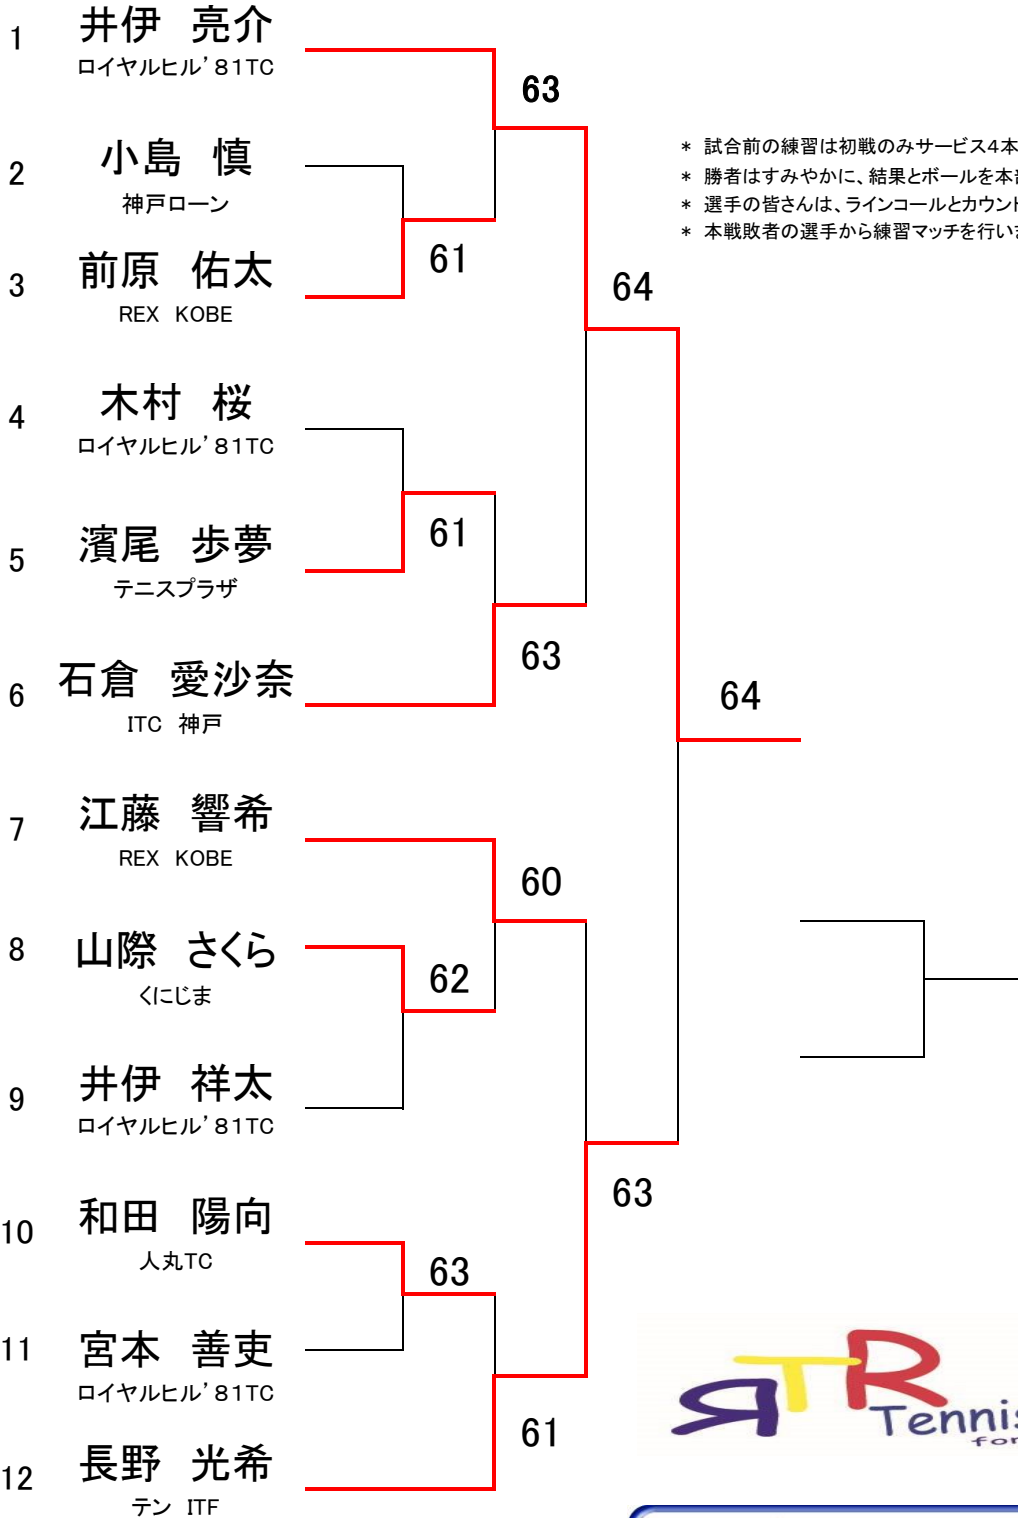 1 井伊 亮介
ロイヤルヒル'81TC
63
* 試合前の練習は初戦のみサービス4本
2 小島 慎
* 勝者はすみやかに、結果とボールを本
神戸ローン
* 選手の皆さんは、ラインコールとカウント
* 本戦敗者の選手から練習マッチを行い
61
3 前原 佑太
REX KOBE
64
4 木村 桜
ロイヤルヒル'81TC
61
5 濱尾 歩夢
テニスプラザ
63
6 石倉 愛沙奈
ITC 神戸
64
7 江藤 響希
REX KOBE
60
8 山際 さくら
くにじま
62
9 井伊 祥太
ロイヤルヒル'81TC
63
10 和田 陽向
人丸TC
63
11 宮本 善吏
ロイヤルヒル'81TC
61
12 長野 光希
テン ITF
RTR
Tennis
for